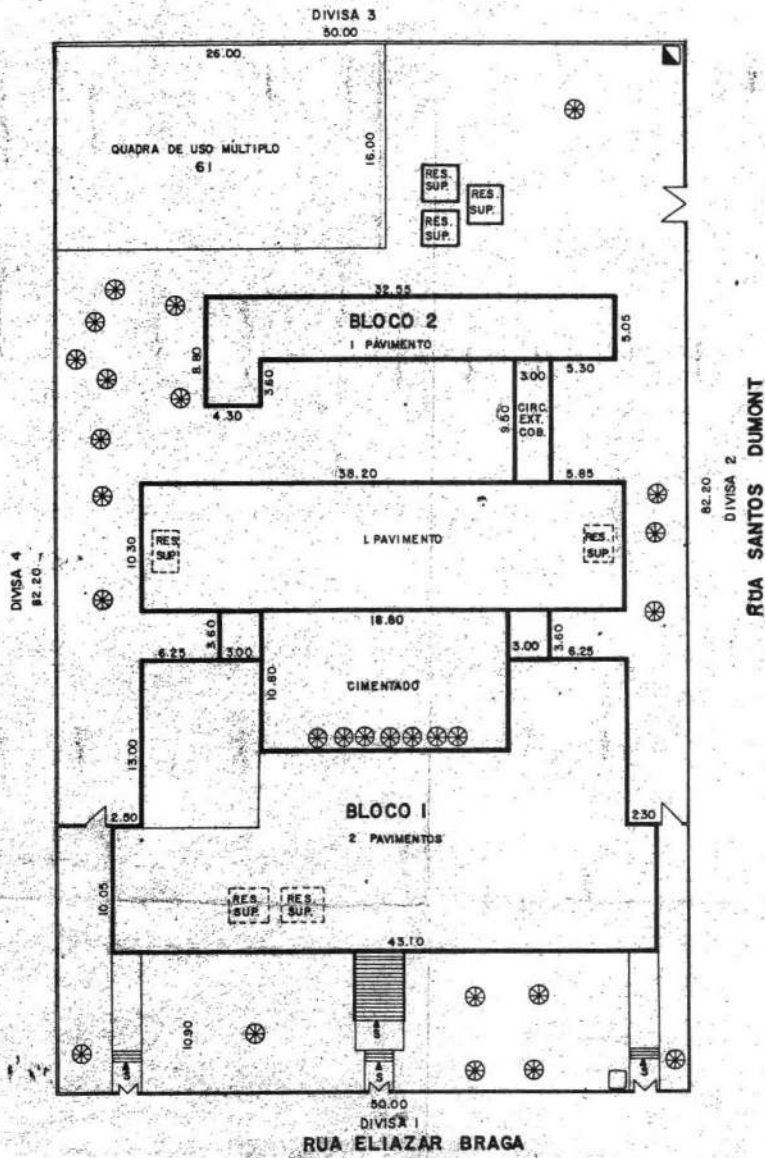 DIVISA 3
50.00
26.00
QUADRA DE USO MÚLTIPLO
61
16.00
RES.
SUP.
RES.
SUP.
RES.
SUP.
32.55
BLOCO 2
1 PAVIMENTO
5.05
8.80
3.60
4.30
3.00
5.30
9.50
CIRC.
EXT.
COB.
38.20
5.85
10.30
RES.
SUP.
1 PAVIMENTO
RES.
SUP.
DIVISA 4
82.20
82.20
DIVISA 2
RUA SANTOS DUMONT
18.80
3.60
3.60
6.25
3.00
3.00
6.25
10.80
CIMENTADO
13.00
2.50
BLOCO 1
2 PAVIMENTOS
2.30
10.05
RES.
SUP.
RES.
SUP.
43.10
10.90
S
S
S
S
50.00
DIVISA 1
RUA ELIAZAR BRAGA